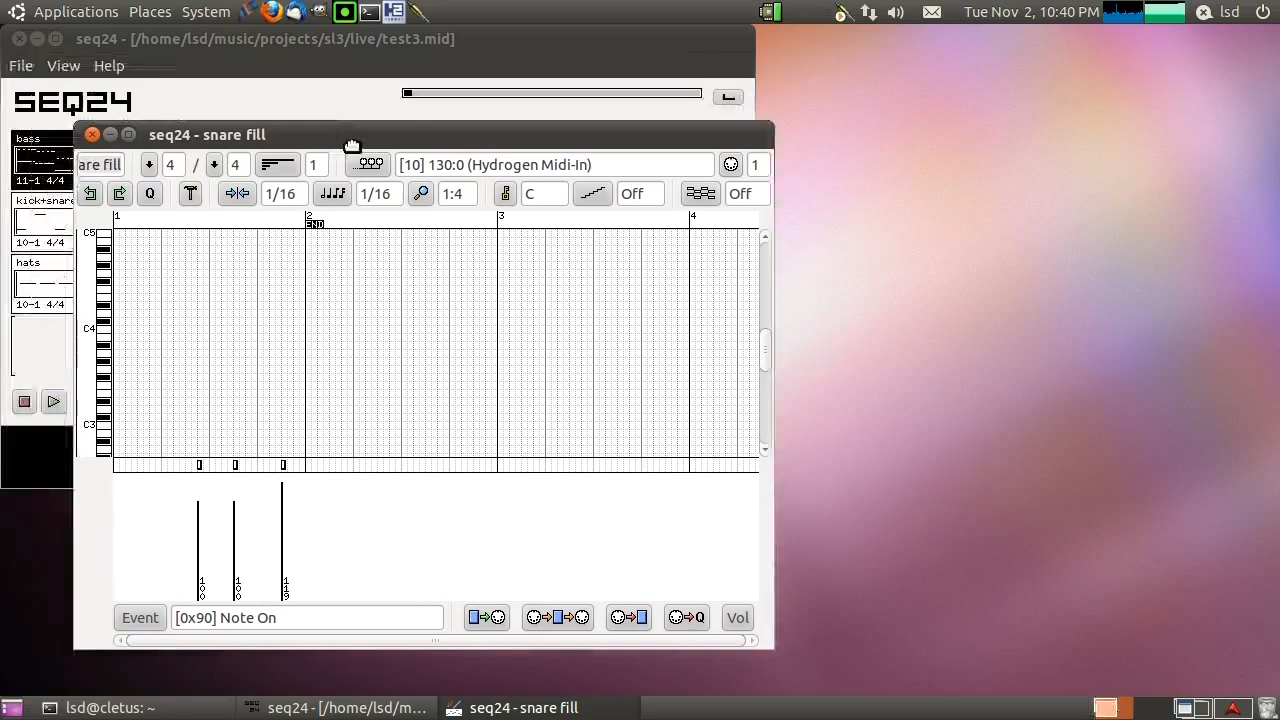 Applications Places System
Tue Nov 2, 10:40 PM
lsd
seq24 - [/home/lsd/music/projects/sl3/live/test3.mid]
File View Help
SEQ24
bass
11-1 4/4
kick+snare
10-1 4/4
hats
10-1 4/4
seq24 - snare fill
are fill
4 / 4
1
[10] 130:0 (Hydrogen Midi-In)
1
Q
T
1/16
1/16
1:4
C
Off
Off
1 2 3 4
END
C5
C4
C3
100 100 119
Event
[0x90] Note On
Q
Vol
lsd@cletus: ~
seq24 - [/home/lsd/m...
seq24 - snare fill